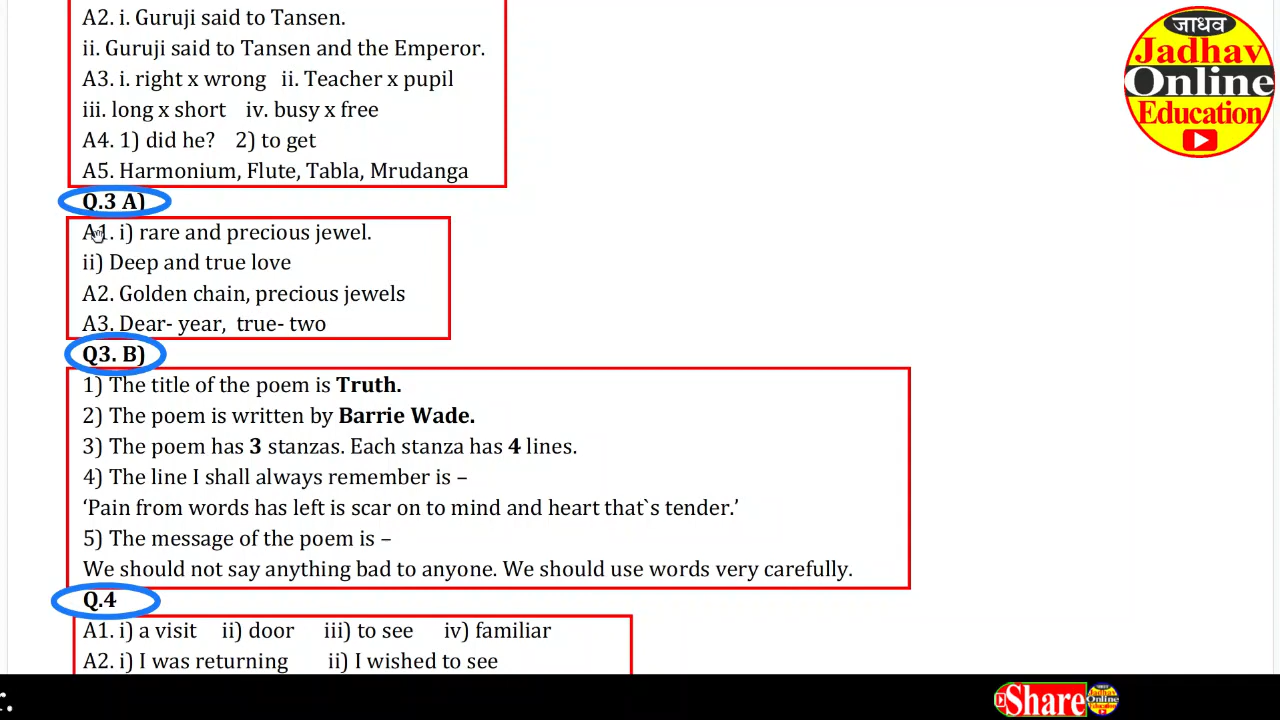 A2. i. Guruji said to Tansen.
ii. Guruji said to Tansen and the Emperor.
A3. i. right x wrong ii. Teacher x pupil
iii. long x short iv. busy x free
A4. 1) did he? 2) to get
A5. Harmonium, Flute, Tabla, Mrudanga
Q.3 A)
A1. i) rare and precious jewel.
ii) Deep and true love
A2. Golden chain, precious jewels
A3. Dear- year, true- two
Q3. B)
1) The title of the poem is Truth.
2) The poem is written by Barrie Wade.
3) The poem has 3 stanzas. Each stanza has 4 lines.
4) The line I shall always remember is –
‘Pain from words has left is scar on to mind and heart that`s tender.’
5) The message of the poem is –
We should not say anything bad to anyone. We should use words very carefully.
Q.4
A1. i) a visit ii) door iii) to see iv) familiar
A2. i) I was returning ii) I wished to see
जाधव
Jadhav
Online
Education
r.
Share
जाधव
Jadhav
Online
Education